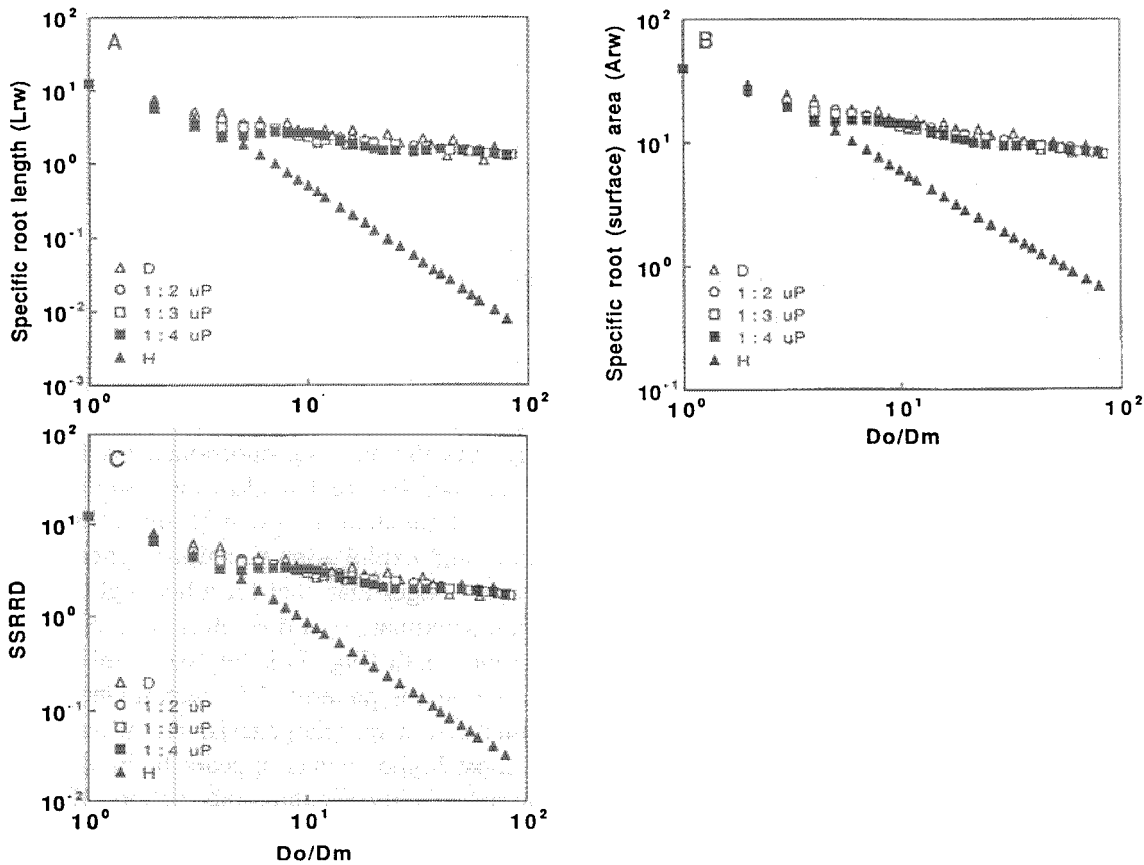 A
Specific root length (Lrw)
10²
10¹
10⁰
10⁻¹
10⁻²
10⁻³
D
1:2 uP
1:3 uP
1:4 uP
H
10⁰
10¹
10²
B
Specific root (surface) area (Arw)
10²
10¹
10⁰
10⁻¹
D
1:2 uP
1:3 uP
1:4 uP
H
10⁰
10¹
10²
Do/Dm
C
SSRRD
10²
10¹
10⁰
10⁻¹
10⁻²
D
1:2 uP
1:3 uP
1:4 uP
H
10⁰
10¹
10²
Do/Dm